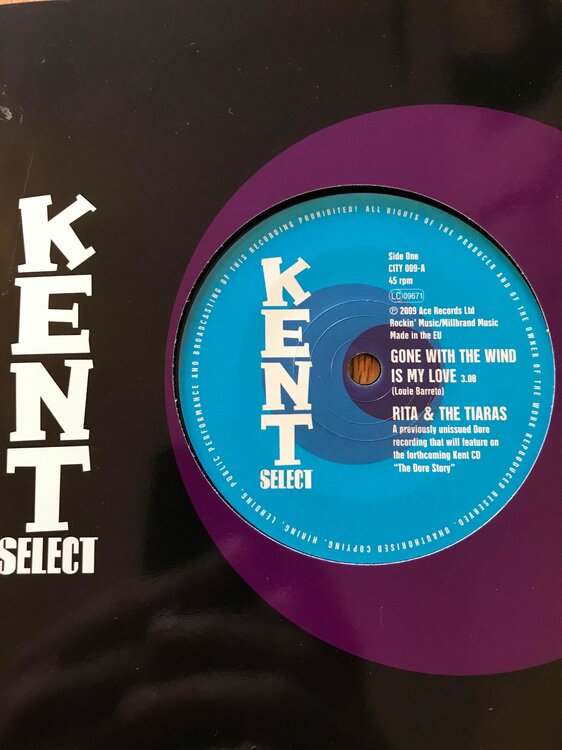 KENT
SELECT
KENT
SELECT
Side One
CITY 009-A
45 rpm
LC 09671
℗ 2009 Ace Records Ltd
Rockin' Music/Millbrand Music
Made in the EU
GONE WITH THE WIND
IS MY LOVE 3.08
(Louie Barreto)
RITA & THE TIARAS
A previously unissued Dore
recording that will feature on
the forthcoming Kent CD
"The Dore Story"
ALL RIGHTS OF THE PRODUCER AND OF THE OWNER OF THE WORK REPRODUCED RESERVED. UNAUTHORISED COPYING, HIRING, LENDING, PUBLIC PERFORMANCE AND BROADCASTING OF THIS RECORDING PROHIBITED!